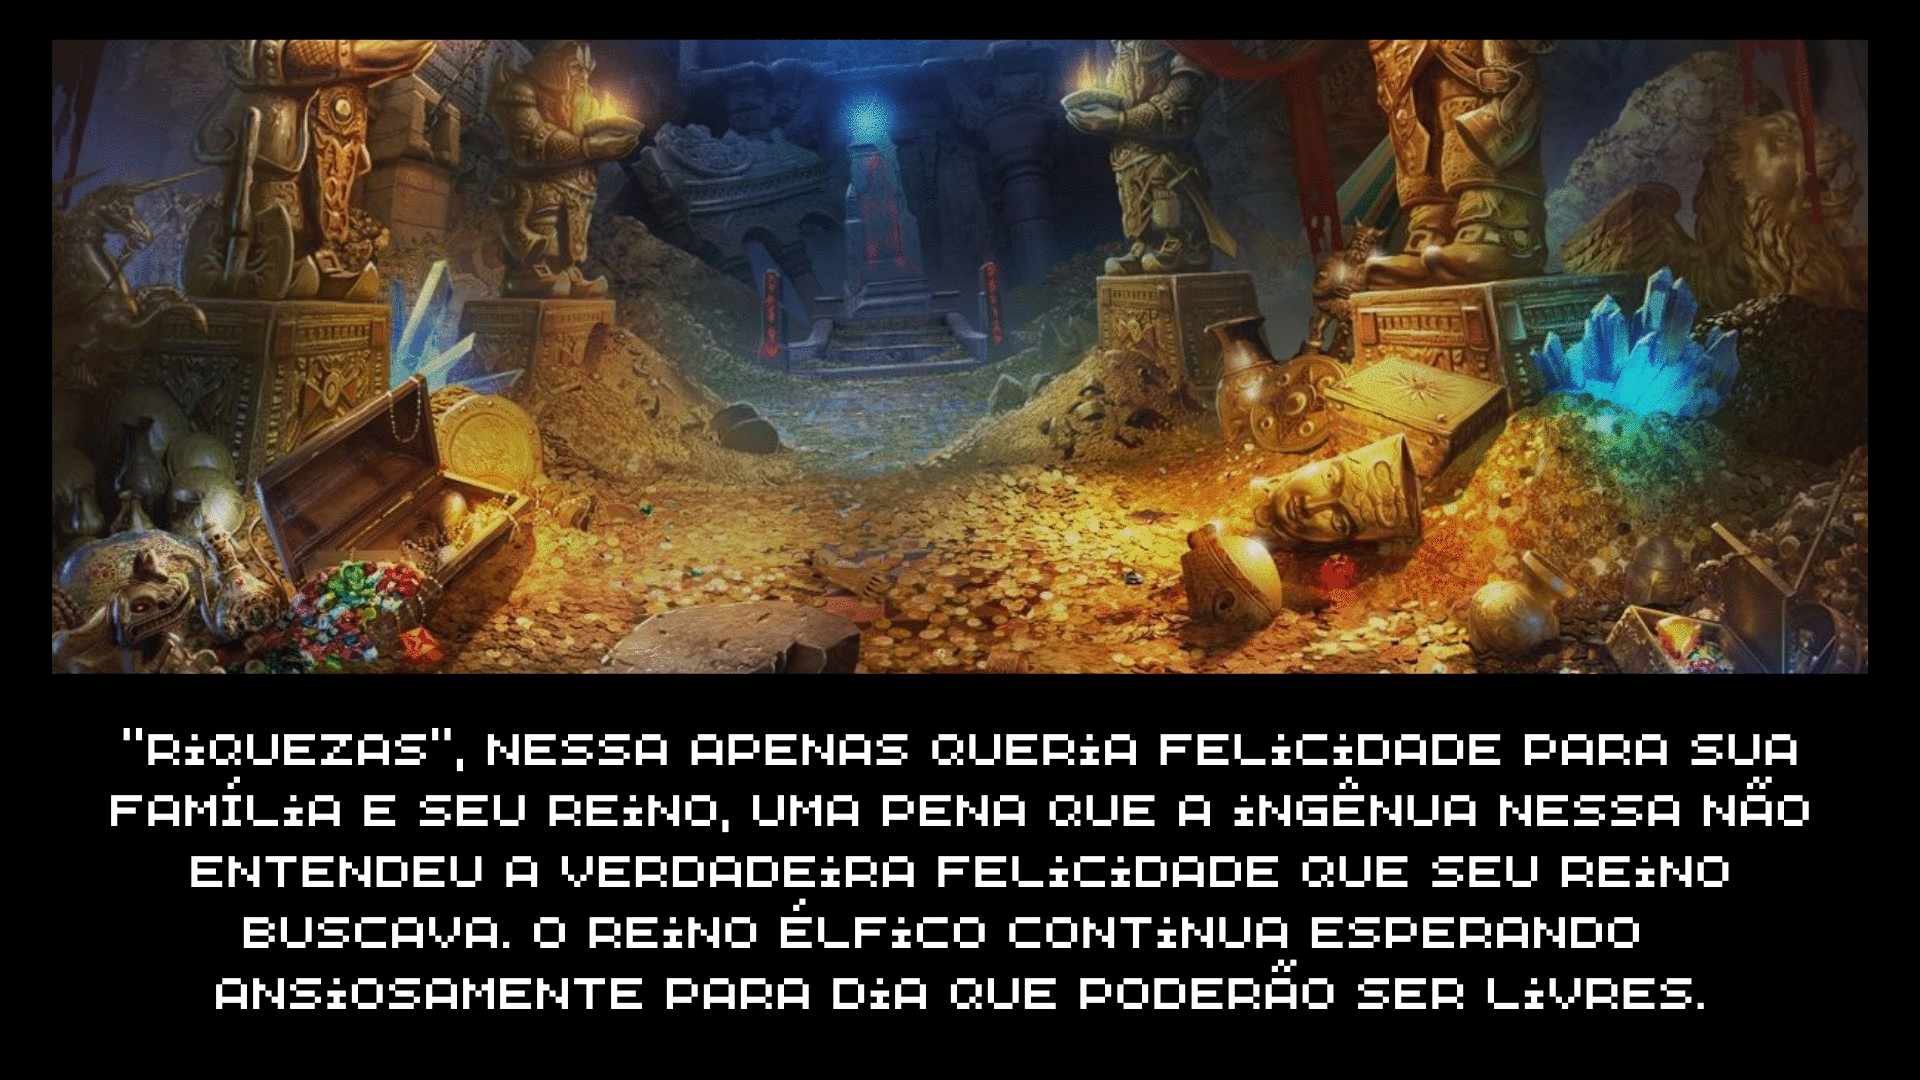 "RiQUEZAS", NESSA APENAS QUERiA FELiCiDADE PARA SUA
FAMÍLiA E SEU REiNO, UMA PENA QUE A iNGÊNUA NESSA NÃO
ENTENDEU A VERDADEiRA FELiCiDADE QUE SEU REiNO
BUSCAVA. O REiNO ÉLFiCO CONTiNUA ESPERANDO
ANSiOSAMENTE PARA DiA QUE PODERÃO SER LiVRES.